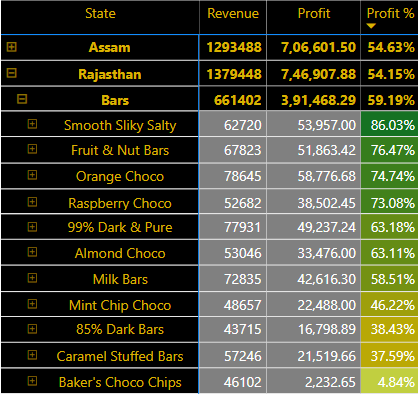 State Revenue Profit Profit %
Assam 1293488 7,06,601.50 54.63%
Rajasthan 1379448 7,46,907.88 54.15%
Bars 661402 3,91,468.29 59.19%
Smooth Sliky Salty 62720 53,957.00 86.03%
Fruit & Nut Bars 67823 51,863.42 76.47%
Orange Choco 78645 58,776.68 74.74%
Raspberry Choco 52682 38,502.45 73.08%
99% Dark & Pure 77931 49,237.24 63.18%
Almond Choco 53046 33,476.00 63.11%
Milk Bars 72835 42,616.30 58.51%
Mint Chip Choco 48657 22,488.00 46.22%
85% Dark Bars 43715 16,798.89 38.43%
Caramel Stuffed Bars 57246 21,519.66 37.59%
Baker's Choco Chips 46102 2,232.65 4.84%